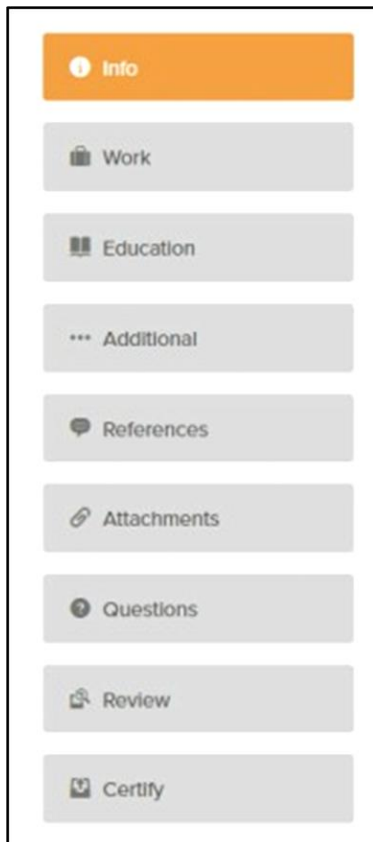 Info
Work
Education
Additional
References
Attachments
Questions
Review
Certify